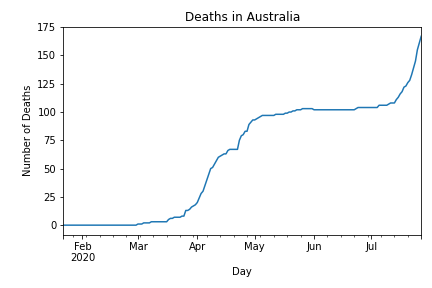 Deaths in Australia
Number of Deaths
175
150
125
100
75
50
25
0
Feb
2020
Mar
Apr
May
Jun
Jul
Day